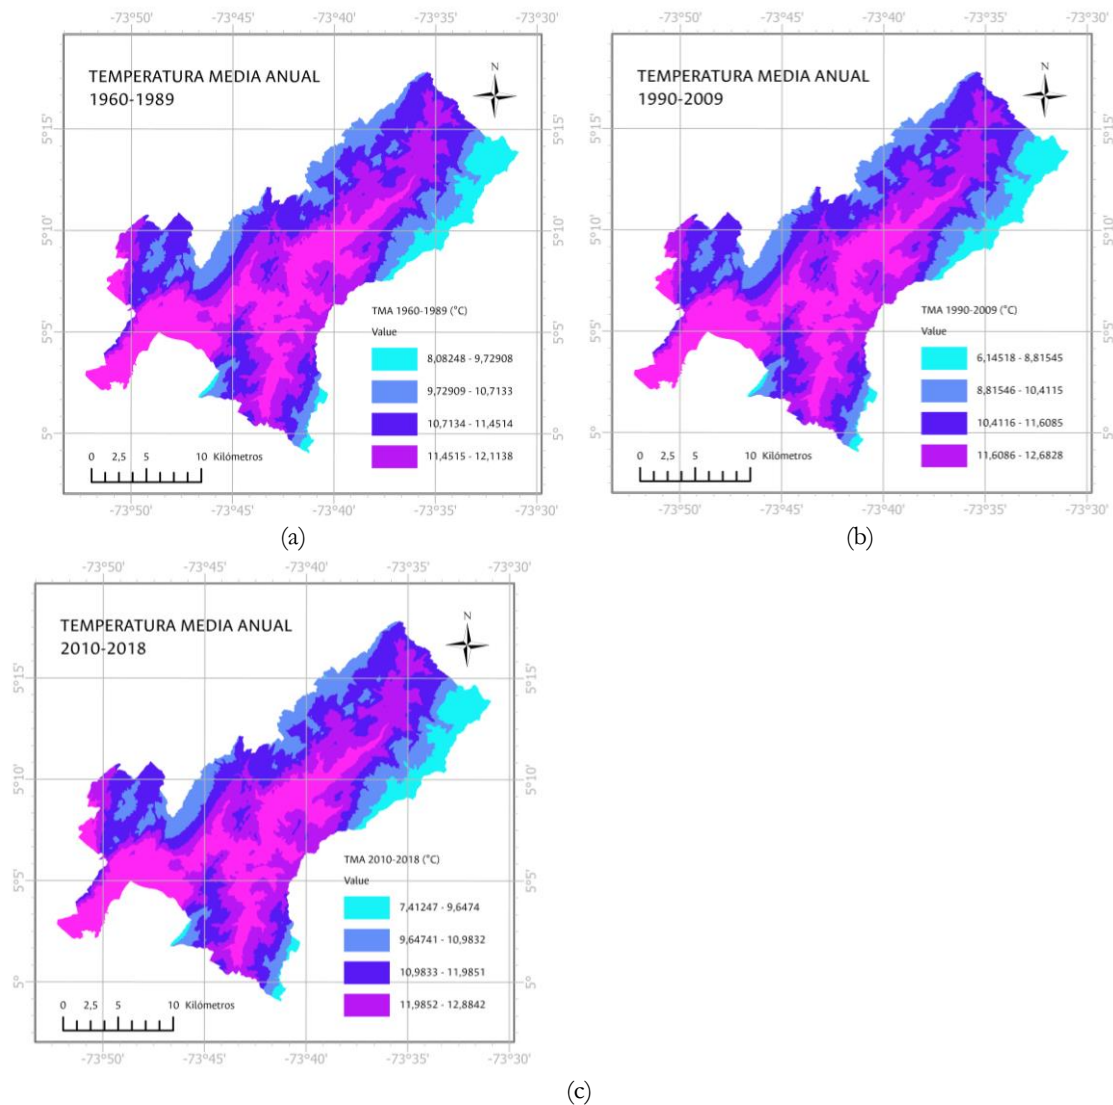 -73°50' -73°45' -73°40' -73°35' -73°30'
TEMPERATURA MEDIA ANUAL
1960-1989
N
5°15' 5°15'
5°10' 5°10'
5°5' 5°5'
5° 5°
TMA 1960-1989 (°C)
Value
8,08248 - 9,72908
9,72909 - 10,7133
10,7134 - 11,4514
11,4515 - 12,1138
0 2,5 5 10 Kilómetros
-73°50' -73°45' -73°40' -73°35' -73°30'
(a)
-73°50' -73°45' -73°40' -73°35' -73°30'
TEMPERATURA MEDIA ANUAL
1990-2009
N
5°15' 5°15'
5°10' 5°10'
5°5' 5°5'
5° 5°
TMA 1990-2009 (°C)
Value
6,14518 - 8,81545
8,81546 - 10,4115
10,4116 - 11,6085
11,6086 - 12,6828
0 2,5 5 10 Kilómetros
-73°50' -73°45' -73°40' -73°35' -73°30'
(b)
-73°50' -73°45' -73°40' -73°35' -73°30'
TEMPERATURA MEDIA ANUAL
2010-2018
N
5°15' 5°15'
5°10' 5°10'
5°5' 5°5'
5° 5°
TMA 2010-2018 (°C)
Value
7,41247 - 9,6474
9,64741 - 10,9832
10,9833 - 11,9851
11,9852 - 12,8842
0 2,5 5 10 Kilómetros
-73°50' -73°45' -73°40' -73°35' -73°30'
(c)